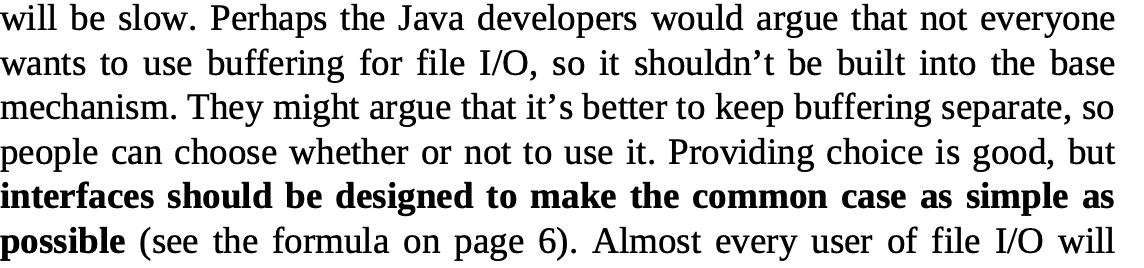 will be slow. Perhaps the Java developers would argue that not everyone
wants to use buffering for file I/O, so it shouldn’t be built into the base
mechanism. They might argue that it’s better to keep buffering separate, so
people can choose whether or not to use it. Providing choice is good, but
interfaces should be designed to make the common case as simple as
possible (see the formula on page 6). Almost every user of file I/O will